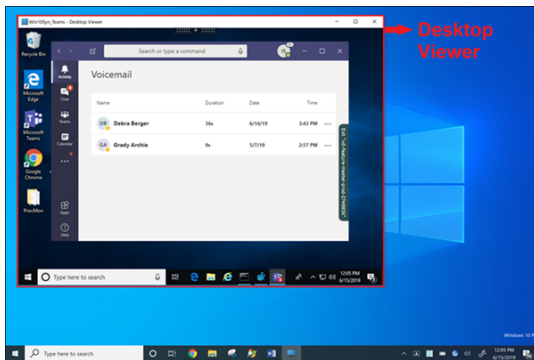 Win10Syn_Teams - Desktop Viewer
Desktop
Viewer
Recycle Bin
Microsoft
Edge
Microsoft
Teams
Google
Chrome
ProcMon
Search or type a command
Activity
Chat
Teams
Calendar
Apps
Help
Voicemail
Name Duration Date Time
DB Debra Berger 36s 6/14/19 3:45 PM
GA Grady Archie 9s 5/7/19 2:57 PM
Type here to search
12:05 PM
6/15/2019
Windows 10 P
Type here to search
12:05 PM
6/15/2019